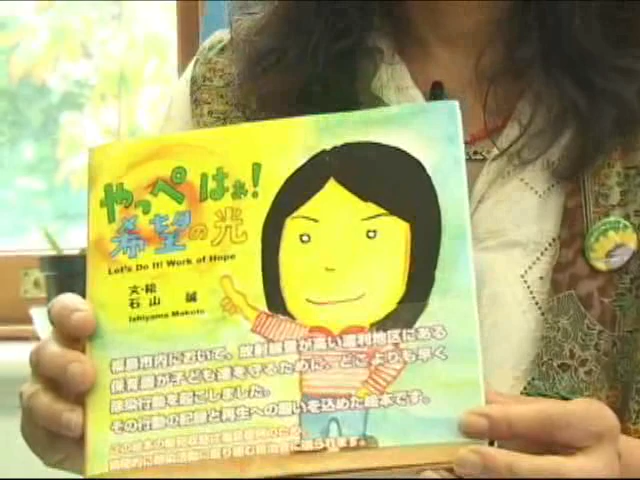 やっぺ はぁ!
希望の光
Let's Do It! Work of Hope
文・絵
石山 誠
Ishiyama Makoto
福島市内において、放射線量が高い渡利地区にある
保育園が子ども達を守るために、どこよりも早く
除染行動を起こしました。
その行動の記録と再生への願いを込めた絵本です。